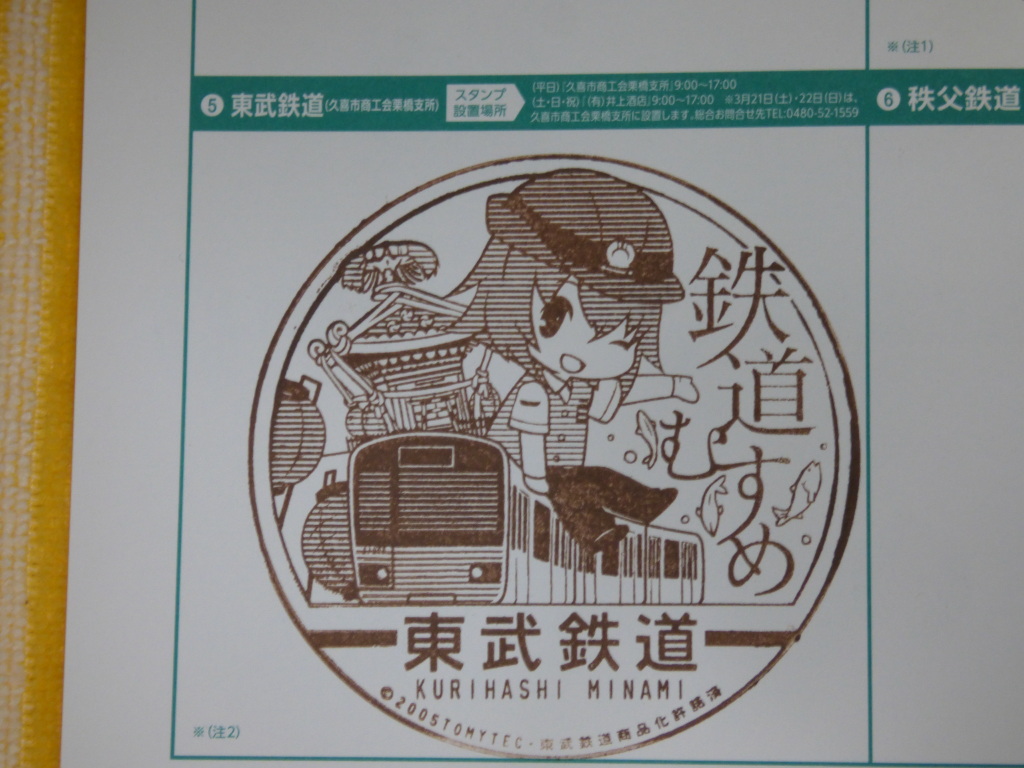 ※(注1)
⑤ 東武鉄道(久喜市商工会栗橋支所)
スタンプ
設置場所
(平日)『久喜市商工会栗橋支所』9:00～17:00
(土・日・祝)『(有)井上酒店』9:00～17:00 ※3月21日(土)・22日(日)は、
久喜市商工会栗橋支所に設置します。総合お問合せ先TEL:0480-52-1559
⑥ 秩父鉄道
鉄道むすめ
東武鉄道
KURIHASHI MINAMI
©2005TOMYTEC・東武鉄道商品化許諾済
※(注2)